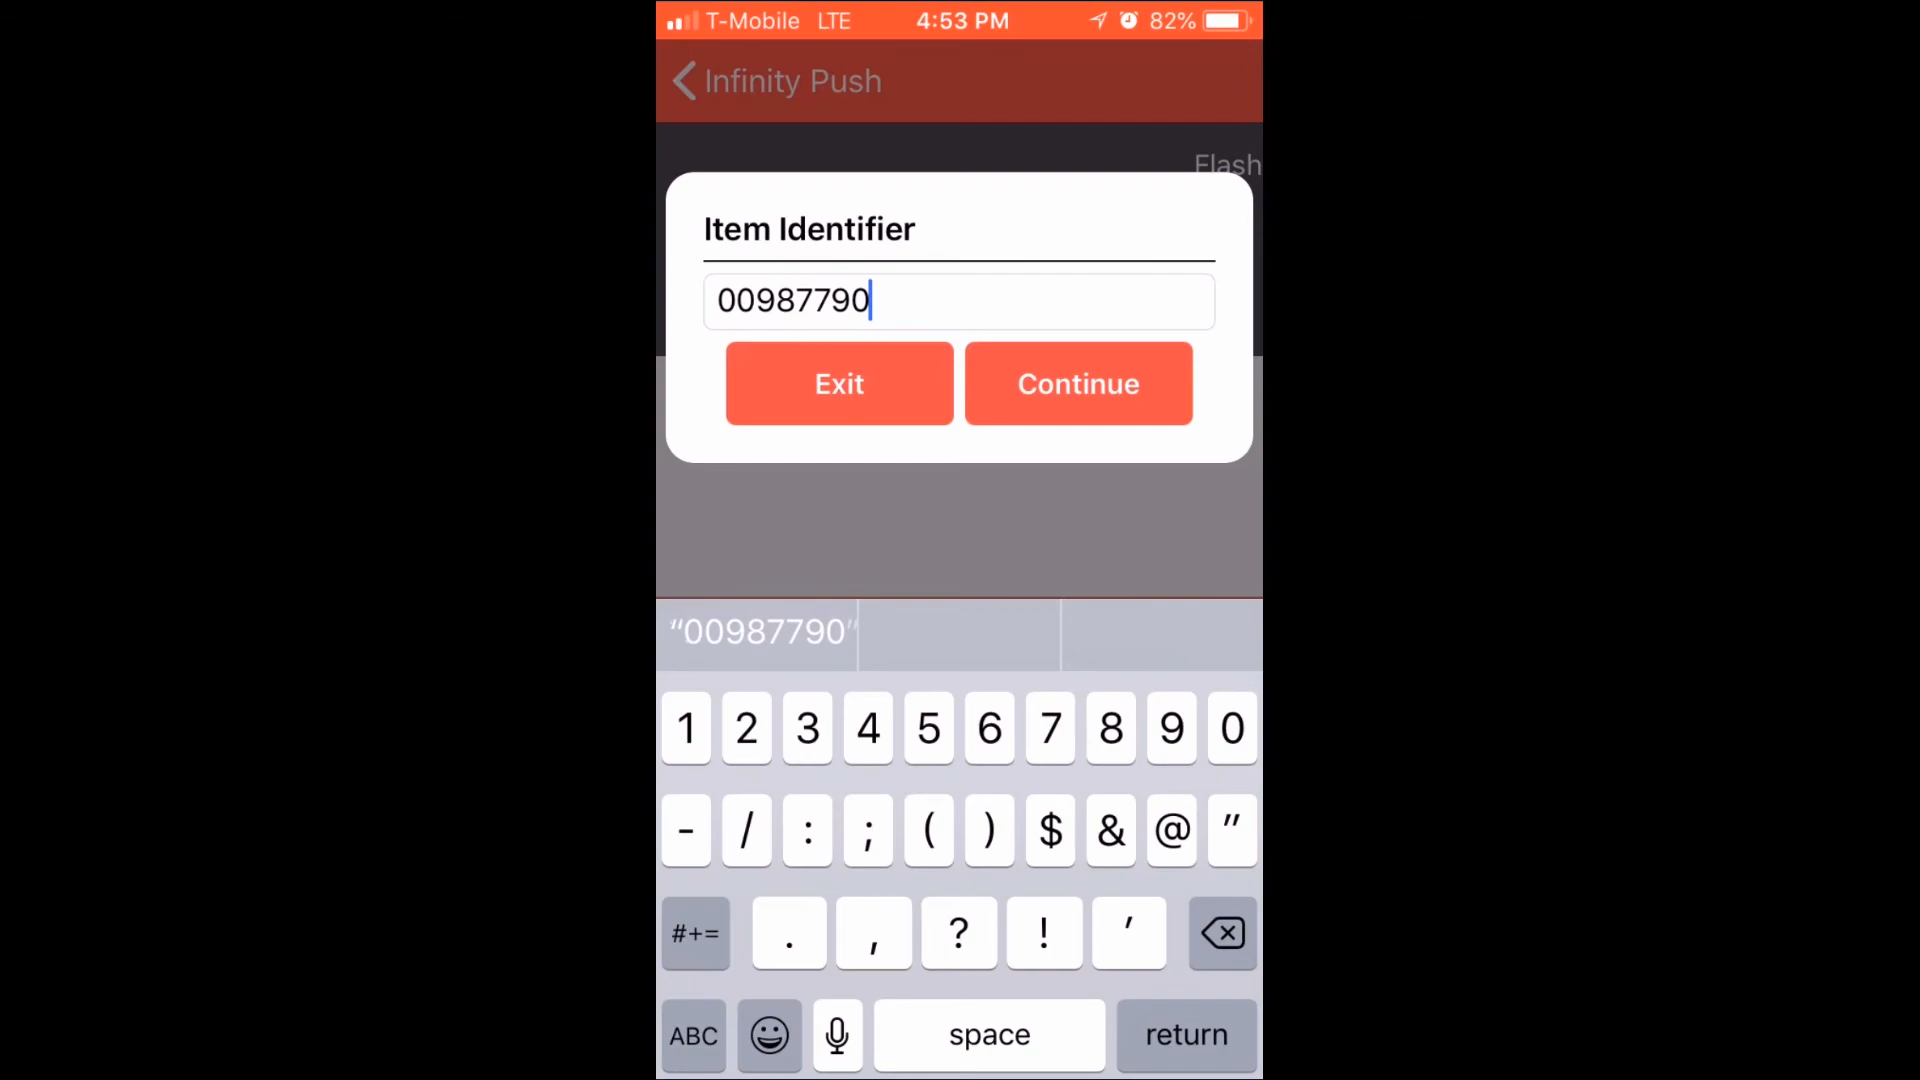 T-Mobile LTE 4:53 PM 82%
Infinity Push
Flash
Item Identifier
00987790
Exit Continue
“00987790”
1 2 3 4 5 6 7 8 9 0
- / : ; ( ) $ & @ "
#+= . , ? ! '
ABC space return